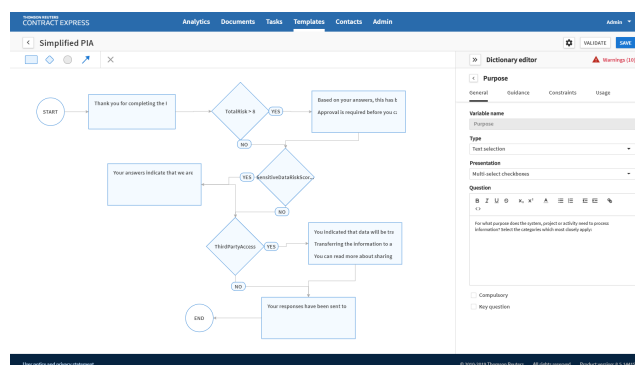 THOMSON REUTERS
CONTRACT EXPRESS
Analytics Documents Tasks Templates Contacts Admin
Admin
Simplified PIA
VALIDATE SAVE
Dictionary editor
Warnings (10)
Purpose
General Guidance Constraints Usage
Variable name
Purpose
Type
Text selection
Presentation
Multi-select checkboxes
Question
B I U S X₂ X² A
<>
For what purpose does the system, project or activity need to process
information? Select the categories which most closely apply:
Compulsory
Key question
START
Thank you for completing the I
TotalRisk > 8
YES
Based on your answers, this has b
Approval is required before you c
NO
Your answers indicate that we are
YES
SensitiveDataRiskScor...
NO
ThirdPartyAccess
YES
You indicated that data will be tra
Transferring the information to a
You can read more about sharing
NO
Your responses have been sent to
END
User notice and privacy statement
Thomson Reuters All rights reserved Product version: